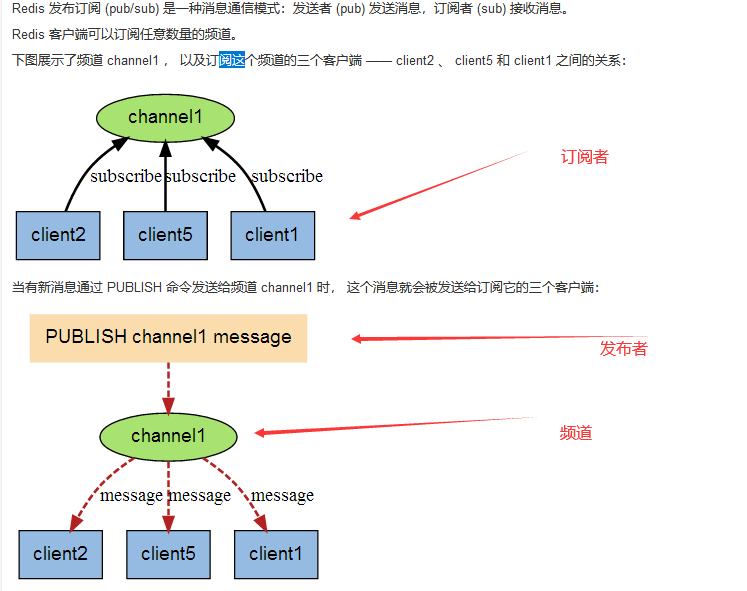 Redis 发布订阅 (pub/sub) 是一种消息通信模式：发送者 (pub) 发送消息，订阅者 (sub) 接收消息。
Redis 客户端可以订阅任意数量的频道。
下图展示了频道 channel1 ， 以及订阅这个频道的三个客户端 —— client2 、 client5 和 client1 之间的关系：
channel1
订阅者
subscribe subscribe subscribe
client2 client5 client1
当有新消息通过 PUBLISH 命令发送给频道 channel1 时， 这个消息就会被发送给订阅它的三个客户端：
PUBLISH channel1 message
发布者
channel1
频道
message message message
client2 client5 client1